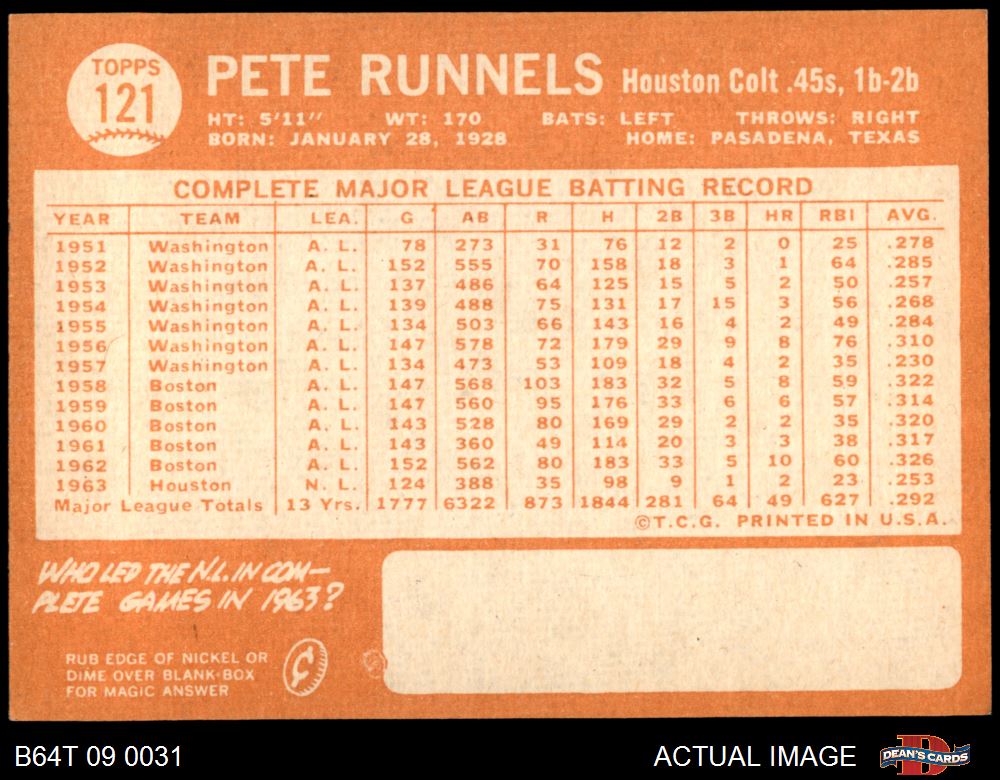 TOPPS
121
PETE RUNNELS Houston Colt .45s, 1b-2b
HT: 5'11" WT: 170 BATS: LEFT THROWS: RIGHT
BORN: JANUARY 28, 1928 HOME: PASADENA, TEXAS
COMPLETE MAJOR LEAGUE BATTING RECORD
YEAR TEAM LEA. G AB R H 2B 3B HR RBI AVG.
1951 Washington A. L. 78 273 31 76 12 2 0 25 .278
1952 Washington A. L. 152 555 70 158 18 3 1 64 .285
1953 Washington A. L. 137 486 64 125 15 5 2 50 .257
1954 Washington A. L. 139 488 75 131 17 15 3 56 .268
1955 Washington A. L. 134 503 66 143 16 4 2 49 .284
1956 Washington A. L. 147 578 72 179 29 9 8 76 .310
1957 Washington A. L. 134 473 53 109 18 4 2 35 .230
1958 Boston A. L. 147 568 103 183 32 5 8 59 .322
1959 Boston A. L. 147 560 95 176 33 6 6 57 .314
1960 Boston A. L. 143 528 80 169 29 2 2 35 .320
1961 Boston A. L. 143 360 49 114 20 3 3 38 .317
1962 Boston A. L. 152 562 80 183 33 5 10 60 .326
1963 Houston N. L. 124 388 35 98 9 1 2 23 .253
Major League Totals 13 Yrs. 1777 6322 873 1844 281 64 49 627 .292
©T.C.G. PRINTED IN U.S.A.
WHO LED THE N.L. IN COM-
PLETE GAMES IN 1963?
RUB EDGE OF NICKEL OR
DIME OVER BLANK-BOX
FOR MAGIC ANSWER
¢
B64T 09 0031 ACTUAL IMAGE DEAN'S CARDS